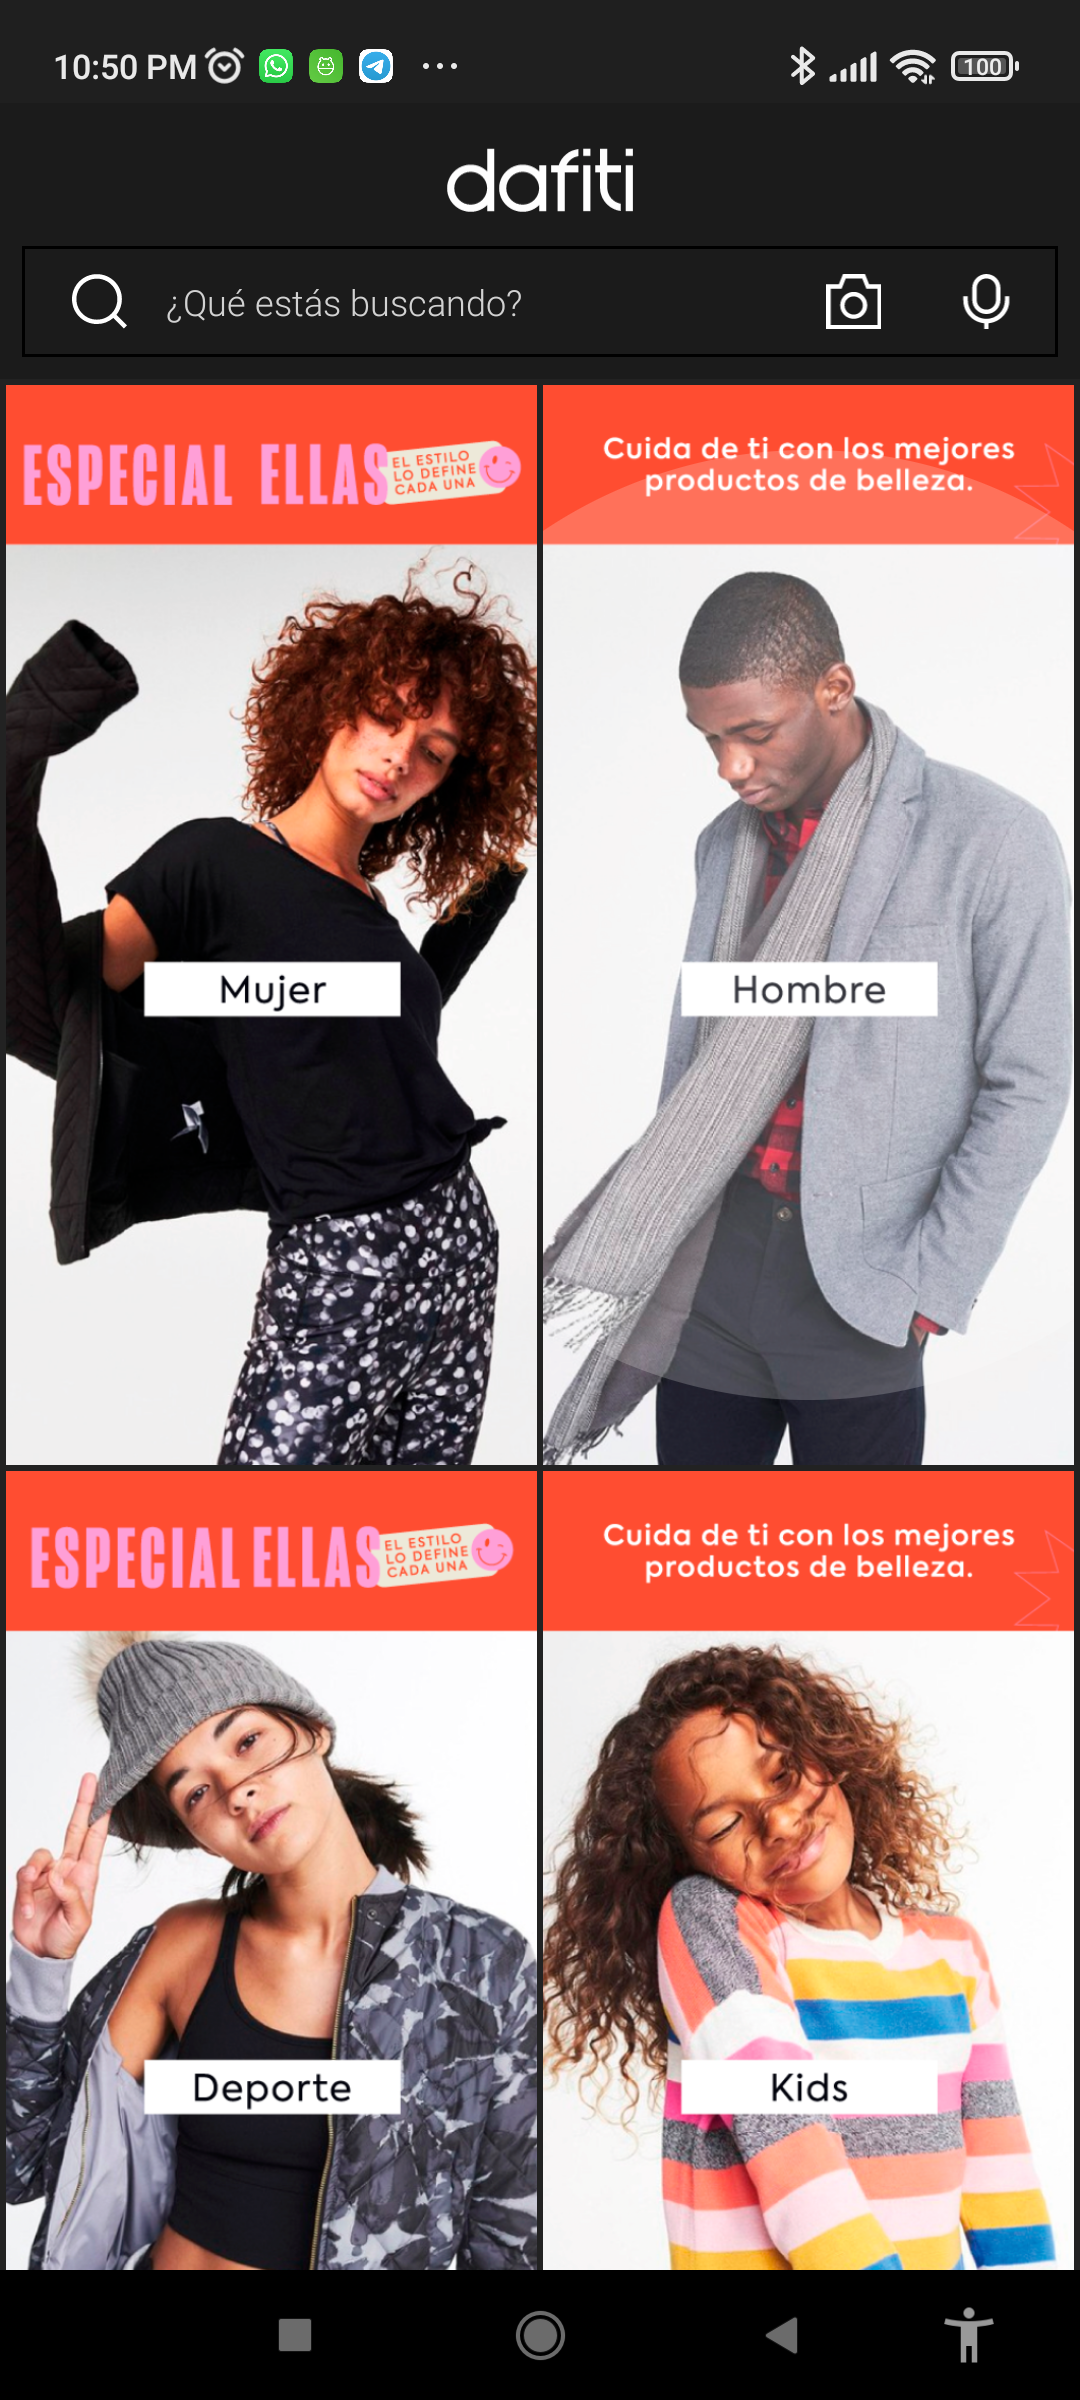 10:50 PM
100
dafiti
¿Qué estás buscando?
ESPECIAL ELLAS
EL ESTILO
LO DEFINE
CADA UNA
Cuida de ti con los mejores
productos de belleza.
Mujer
Hombre
ESPECIAL ELLAS
EL ESTILO
LO DEFINE
CADA UNA
Cuida de ti con los mejores
productos de belleza.
Deporte
Kids